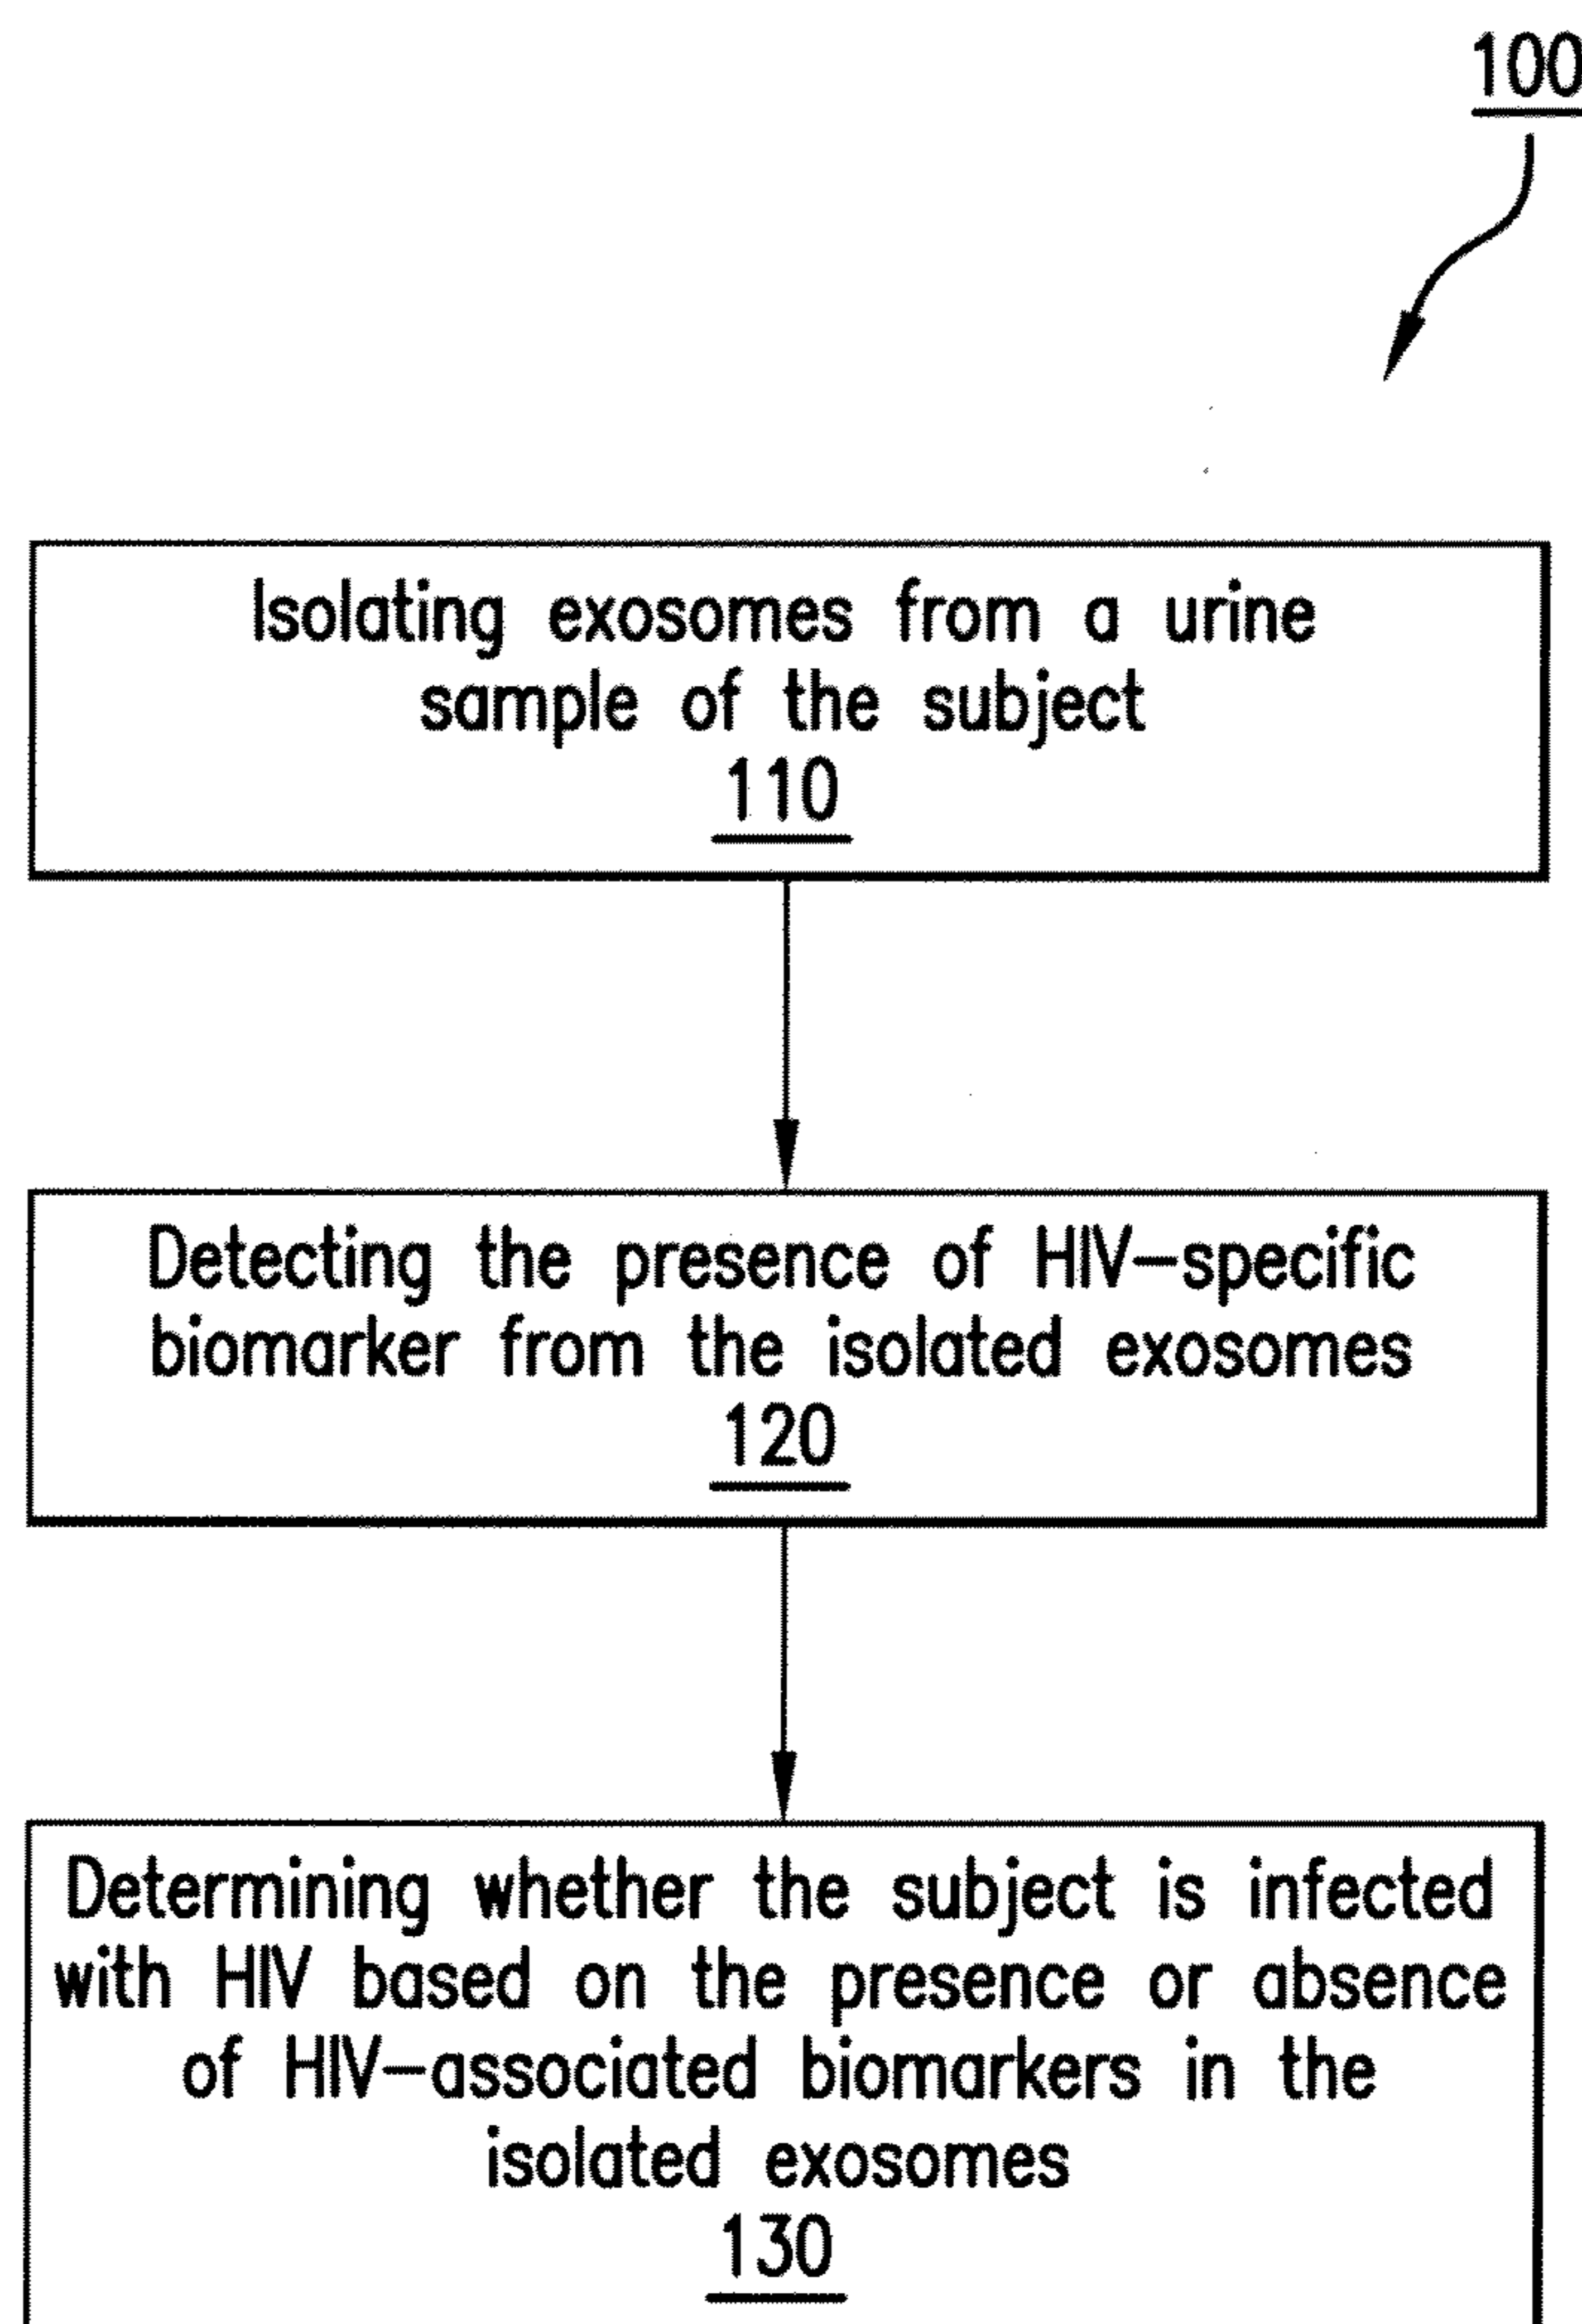 100
Isolating exosomes from a urine
sample of the subject
110
Detecting the presence of HIV-specific
biomarker from the isolated exosomes
120
Determining whether the subject is infected
with HIV based on the presence or absence
of HIV-associated biomarkers in the
isolated exosomes
130